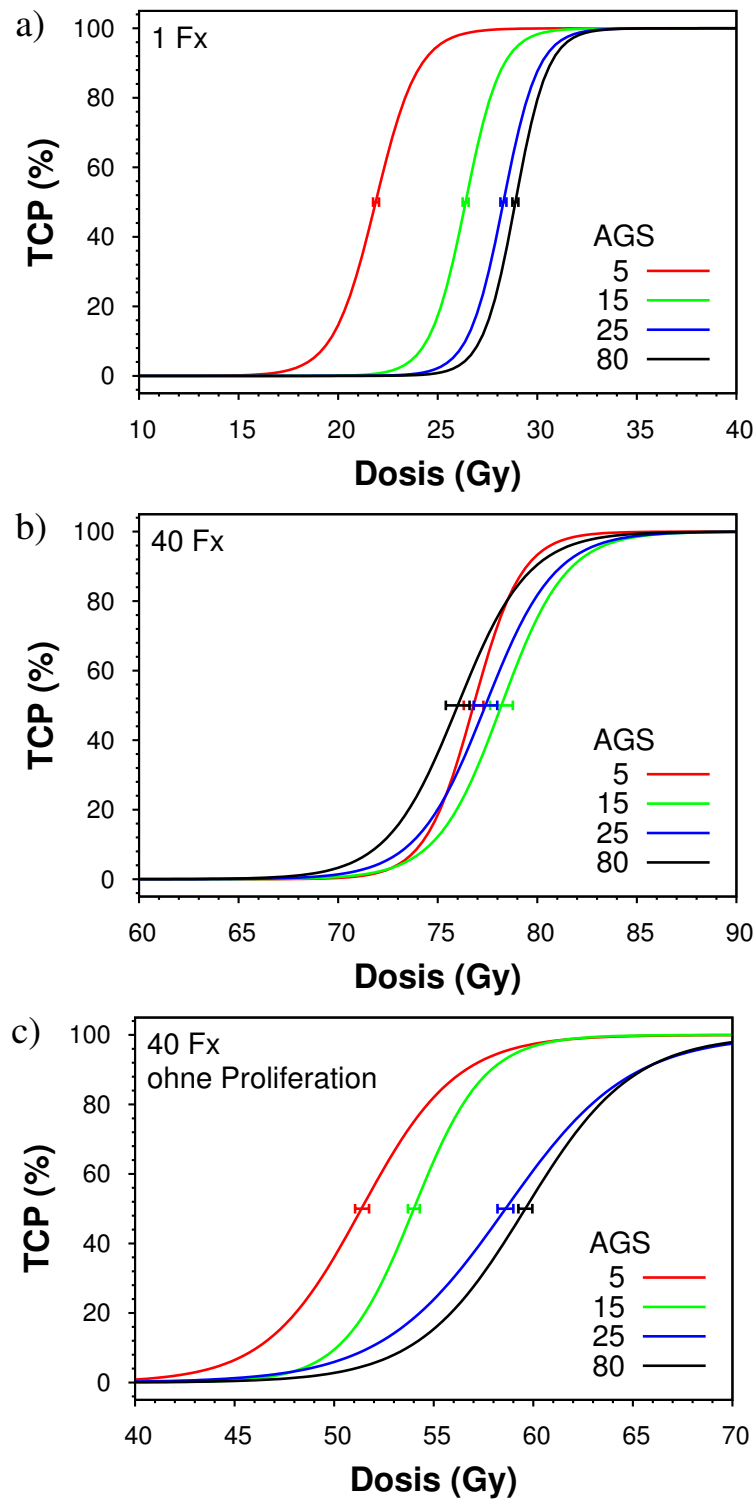 a)
1 Fx
TCP (%)
100
80
60
40
20
0
AGS
5
15
25
80
10 15 20 25 30 35 40
Dosis (Gy)
b)
40 Fx
TCP (%)
100
80
60
40
20
0
AGS
5
15
25
80
60 65 70 75 80 85 90
Dosis (Gy)
c)
40 Fx
ohne Proliferation
TCP (%)
100
80
60
40
20
0
AGS
5
15
25
80
40 45 50 55 60 65 70
Dosis (Gy)